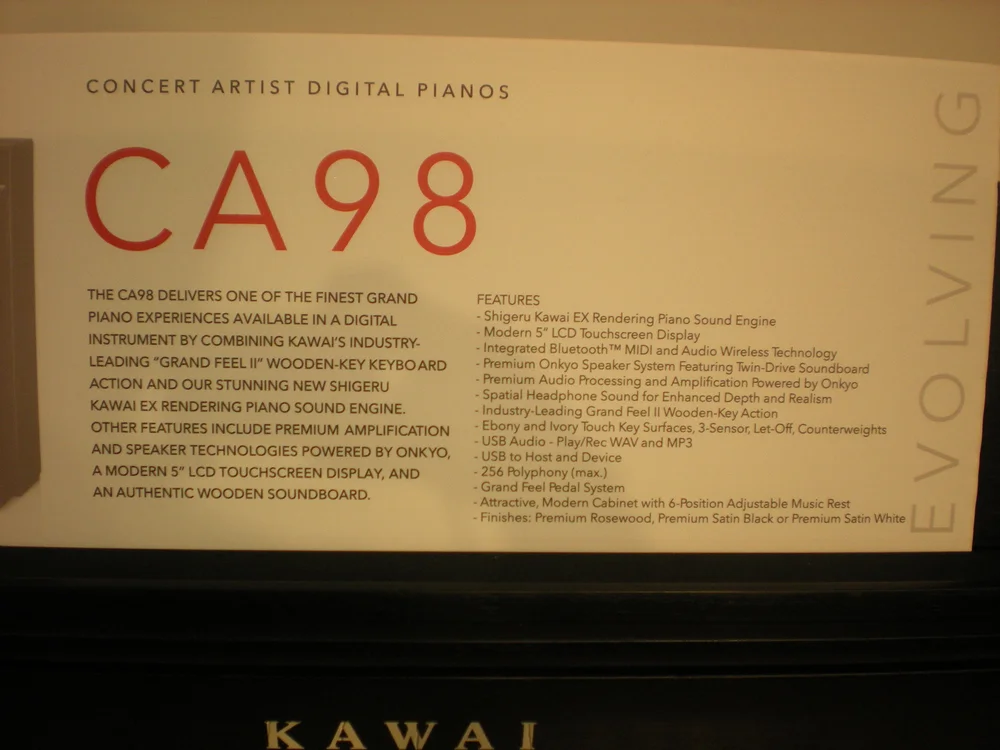 CONCERT ARTIST DIGITAL PIANOS
CA98
THE CA98 DELIVERS ONE OF THE FINEST GRAND
PIANO EXPERIENCES AVAILABLE IN A DIGITAL
INSTRUMENT BY COMBINING KAWAI'S INDUSTRY-
LEADING "GRAND FEEL II" WOODEN-KEY KEYBOARD
ACTION AND OUR STUNNING NEW SHIGERU
KAWAI EX RENDERING PIANO SOUND ENGINE.
OTHER FEATURES INCLUDE PREMIUM AMPLIFICATION
AND SPEAKER TECHNOLOGIES POWERED BY ONKYO,
A MODERN 5" LCD TOUCHSCREEN DISPLAY, AND
AN AUTHENTIC WOODEN SOUNDBOARD.
FEATURES
- Shigeru Kawai EX Rendering Piano Sound Engine
- Modern 5" LCD Touchscreen Display
- Integrated Bluetooth™ MIDI and Audio Wireless Technology
- Premium Onkyo Speaker System Featuring Twin-Drive Soundboard
- Premium Audio Processing and Amplification Powered by Onkyo
- Spatial Headphone Sound for Enhanced Depth and Realism
- Industry-Leading Grand Feel II Wooden-Key Action
- Ebony and Ivory Touch Key Surfaces, 3-Sensor, Let-Off, Counterweights
- USB Audio - Play/Rec WAV and MP3
- USB to Host and Device
- 256 Polyphony (max.)
- Grand Feel Pedal System
- Attractive, Modern Cabinet with 6-Position Adjustable Music Rest
- Finishes: Premium Rosewood, Premium Satin Black or Premium Satin White
EVOLVING
KAWAI